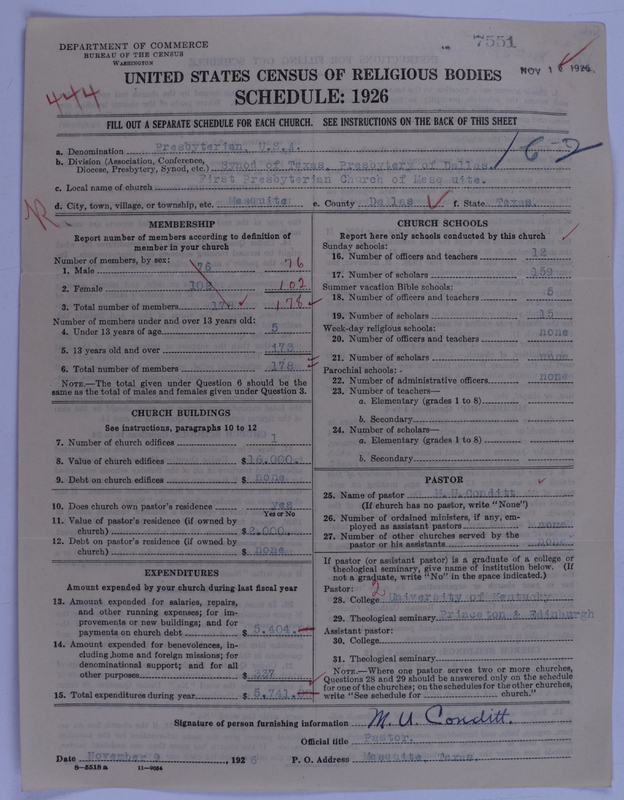 DEPARTMENT OF COMMERCE
BUREAU OF THE CENSUS
WASHINGTON
7551
NOV 1 1926
UNITED STATES CENSUS OF RELIGIOUS BODIES
SCHEDULE: 1926
444
FILL OUT A SEPARATE SCHEDULE FOR EACH CHURCH. SEE INSTRUCTIONS ON THE BACK OF THIS SHEET
a. Denomination Presbyterian, U.S.A.
16-2
b. Division (Association, Conference, Diocese, Presbytery, Synod, etc.) Synod of Texas, Presbytery of Dallas.
c. Local name of church First Presbyterian Church of Mesquite.
d. City, town, village, or township, etc. Mesquite e. County Dallas f. State Texas.
MEMBERSHIP
Report number of members according to definition of
member in your church
Number of members, by sex:
1. Male 76 76
2. Female 102 102
3. Total number of members 178 178
Number of members under and over 13 years old:
4. Under 13 years of age 5
5. 13 years old and over 173
6. Total number of members 178
NOTE.—The total given under Question 6 should be the
same as the total of males and females given under Question 3.
CHURCH BUILDINGS
See instructions, paragraphs 10 to 12
7. Number of church edifices 1
8. Value of church edifices $16,000.
9. Debt on church edifices $ none
10. Does church own pastor's residence yes
Yes or No
11. Value of pastor's residence (if owned by
church) $2,000.
12. Debt on pastor's residence (if owned by
church) $ none
EXPENDITURES
Amount expended by your church during last fiscal year
13. Amount expended for salaries, repairs,
and other running expenses; for im-
provements or new buildings; and for
payments on church debt $ 5,404.
14. Amount expended for benevolences, in-
cluding home and foreign missions; for
denominational support; and for all
other purposes $ 337
15. Total expenditures during year $ 5,741.
CHURCH SCHOOLS
Report here only schools conducted by this church
Sunday schools:
16. Number of officers and teachers 12
17. Number of scholars 159
Summer vacation Bible schools:
18. Number of officers and teachers 5
19. Number of scholars 15
Week-day religious schools:
20. Number of officers and teachers none
21. Number of scholars none
Parochial schools:
22. Number of administrative officers none
23. Number of teachers—
a. Elementary (grades 1 to 8)
b. Secondary
24. Number of scholars—
a. Elementary (grades 1 to 8)
b. Secondary
PASTOR
25. Name of pastor M.U.Conditt
(If church has no pastor, write "None")
26. Number of ordained ministers, if any, em-
ployed as assistant pastors none
27. Number of other churches served by the
pastor or his assistants none
If pastor (or assistant pastor) is a graduate of a college or
theological seminary, give name of institution below. (If
not a graduate, write "No" in the space indicated.)
Pastor: 2
28. College University of Kentucky
29. Theological seminary Princeton & Edinburgh
Assistant pastor:
30. College
31. Theological seminary
NOTE.—Where one pastor serves two or more churches,
Questions 28 and 29 should be answered only on the schedule
for one of the churches; on the schedules for the other churches,
write "See schedule for church."
Signature of person furnishing information M. U. Conditt.
Official title Pastor.
Date November 9, 1926 P. O. Address Mesquite, Texas.
8—5518a 11—9054